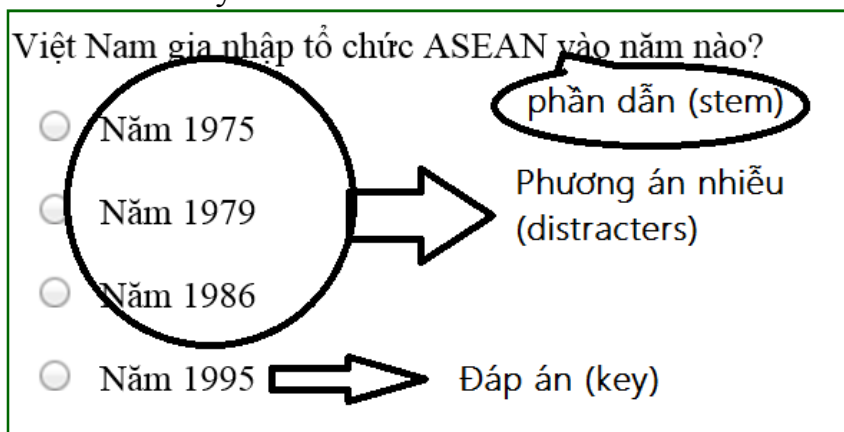 Việt Nam gia nhập tổ chức ASEAN vào năm nào?
phần dẫn (stem)
Năm 1975
Phương án nhiễu
(distracters)
Năm 1979
Năm 1986
Năm 1995
Đáp án (key)